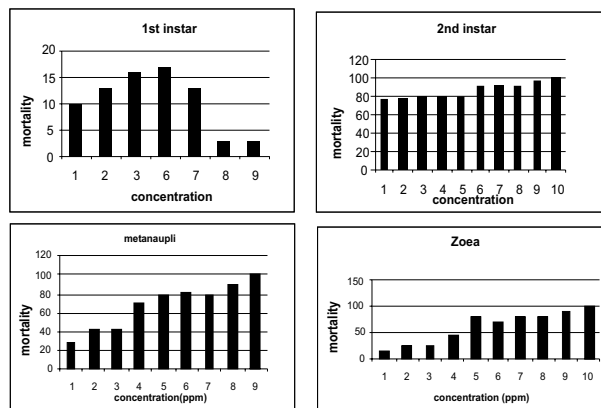 1st instar
20
15
10
5
0
mortality
1 2 3 6 7 8 9
concentration
2nd instar
120
100
80
60
40
20
0
mortality
1 2 3 4 5 6 7 8 9 10
concentration
metanaupli
120
100
80
60
40
20
0
mortality
1 2 3 4 5 6 7 8 9
concentration(ppm)
Zoea
150
100
50
0
mortality
1 2 3 4 5 6 7 8 9 10
concentration (ppm)